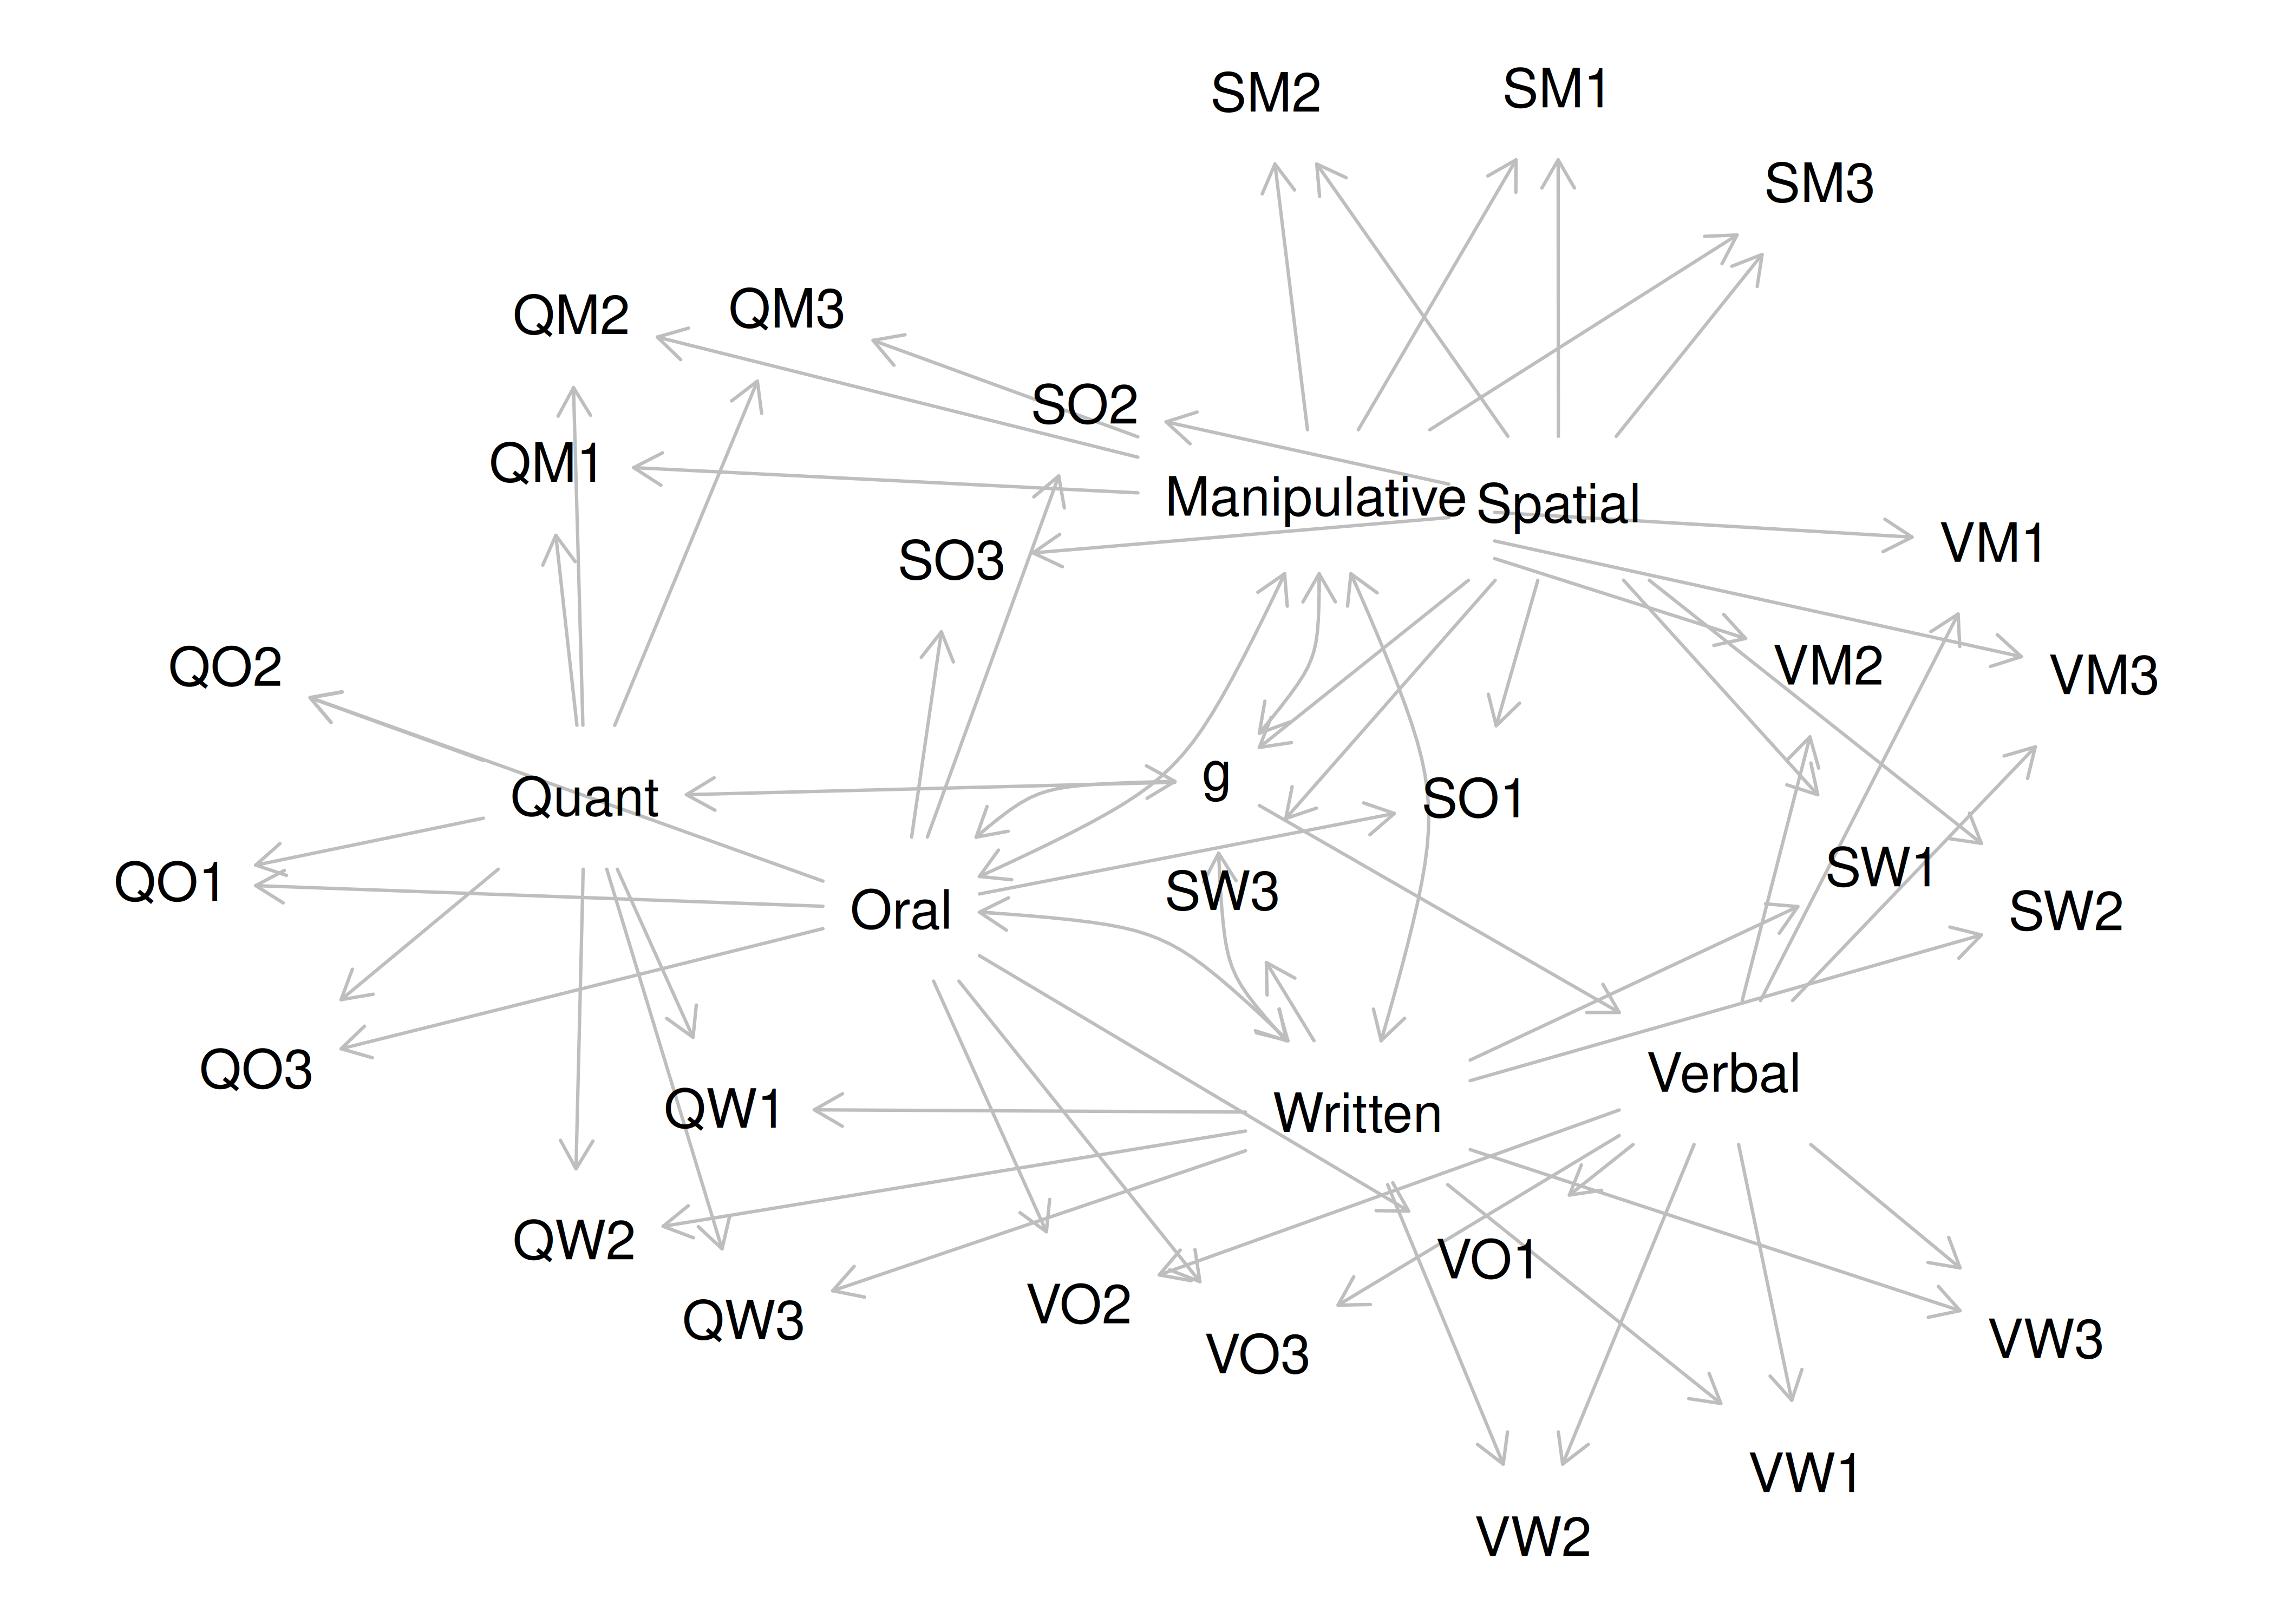 SM2
SM1
SM3
QM2
QM3
SO2
QM1
Manipulative
Spatial
VM1
SO3
QO2
VM2
VM3
g
Quant
SO1
QO1
SW1
SW3
Oral
SW2
QO3
Verbal
QW1
Written
QW2
VO1
VO2
QW3
VO3
VW3
VW1
VW2